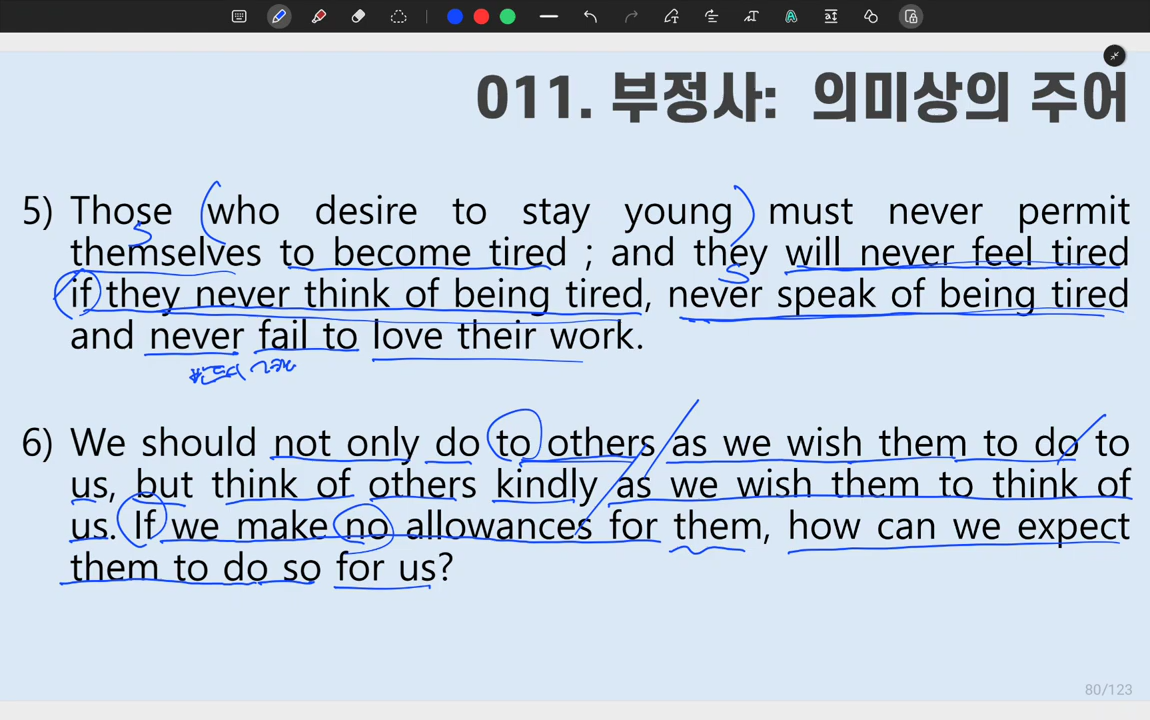 011. 부정사: 의미상의 주어
5) Those who desire to stay young must never permit
themselves to become tired ; and they will never feel tired
if they never think of being tired, never speak of being tired
and never fail to love their work.
6) We should not only do to others as we wish them to do to
us, but think of others kindly as we wish them to think of
us. If we make no allowances for them, how can we expect
them to do so for us?
80/123